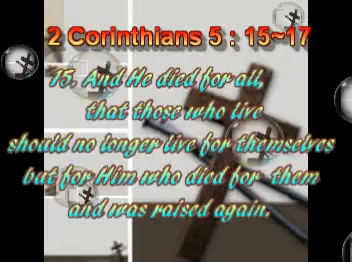 2 Corinthians 5 : 15~17
15. And He died for all,
that those who live
should no longer live for themselves
but for Him who died for them
and was raised again.